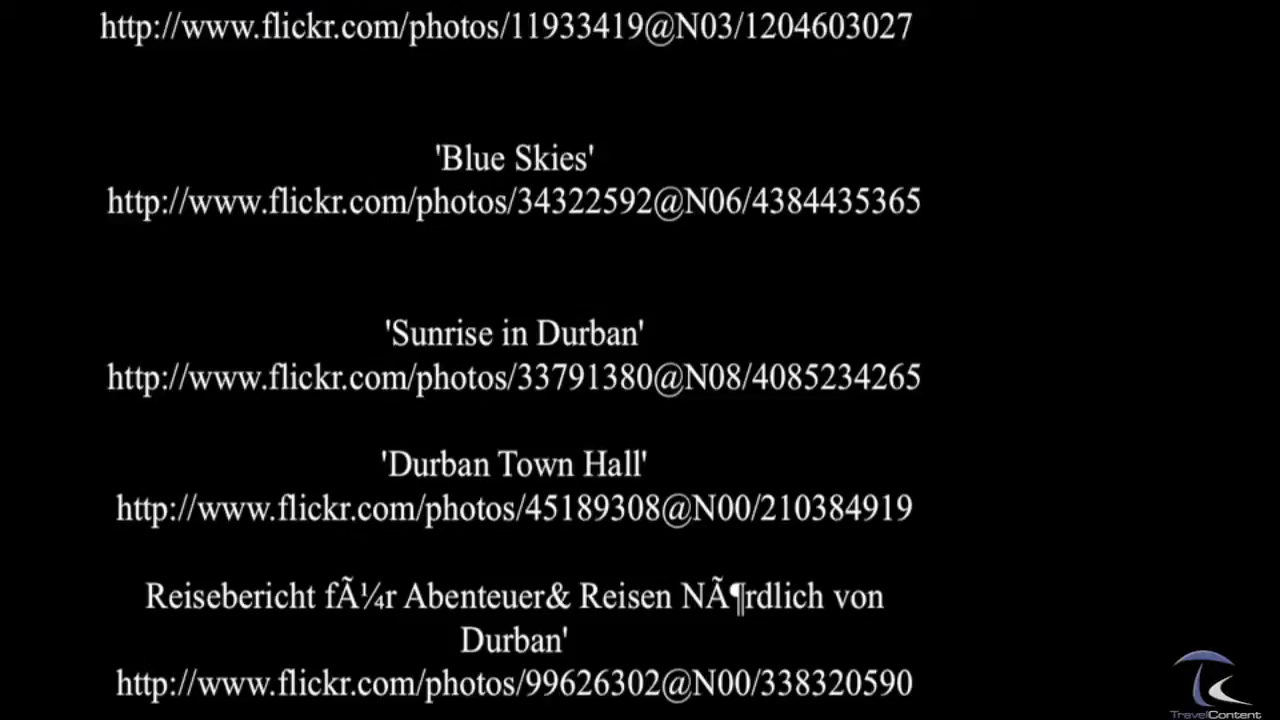 http://www.flickr.com/photos/11933419@N03/1204603027
'Blue Skies'
http://www.flickr.com/photos/34322592@N06/4384435365
'Sunrise in Durban'
http://www.flickr.com/photos/33791380@N08/4085234265
'Durban Town Hall'
http://www.flickr.com/photos/45189308@N00/210384919
Reisebericht fÃ¼r Abenteuer& Reisen NÃ¶rdlich von
Durban'
http://www.flickr.com/photos/99626302@N00/338320590
TravelContent